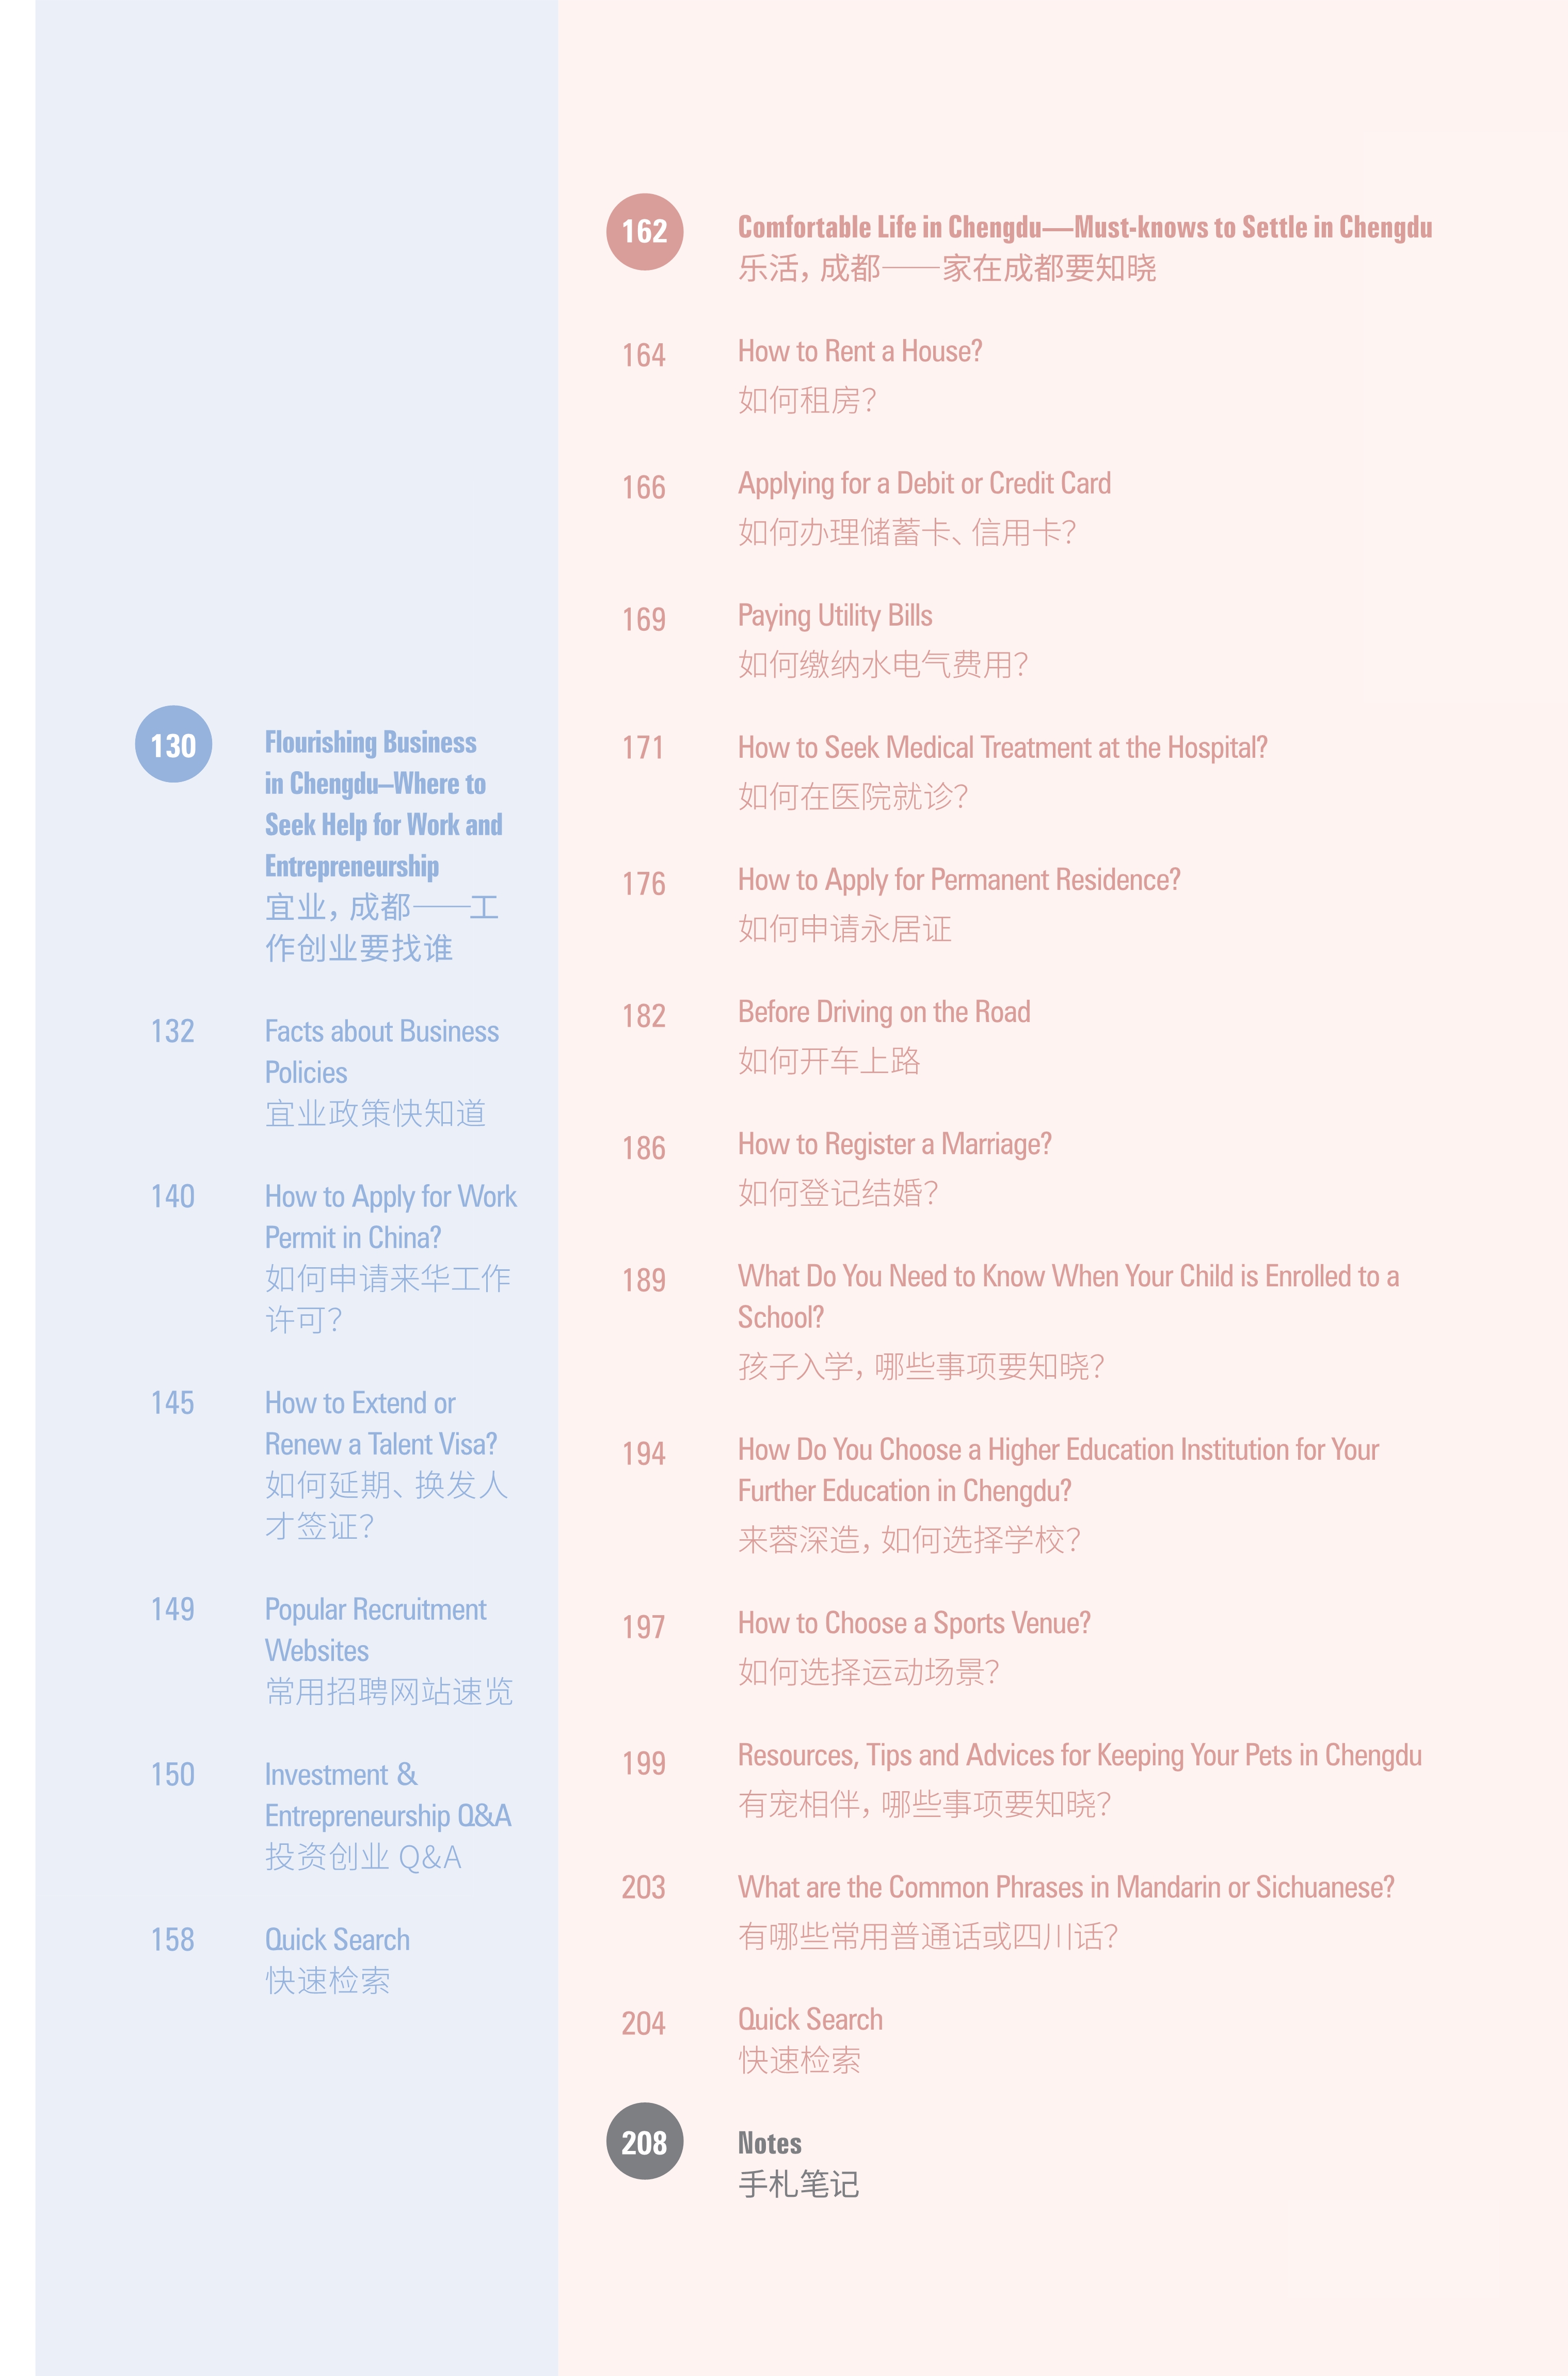 130
Flourishing Business
in Chengdu–Where to
Seek Help for Work and
Entrepreneurship
宜业，成都——工
作创业要找谁
132
Facts about Business
Policies
宜业政策快知道
140
How to Apply for Work
Permit in China?
如何申请来华工作
许可？
145
How to Extend or
Renew a Talent Visa?
如何延期、换发人
才签证？
149
Popular Recruitment
Websites
常用招聘网站速览
150
Investment &
Entrepreneurship Q&A
投资创业 Q&A
158
Quick Search
快速检索
162
Comfortable Life in Chengdu—Must-knows to Settle in Chengdu
乐活，成都——家在成都要知晓
164
How to Rent a House?
如何租房？
166
Applying for a Debit or Credit Card
如何办理储蓄卡、信用卡？
169
Paying Utility Bills
如何缴纳水电气费用？
171
How to Seek Medical Treatment at the Hospital?
如何在医院就诊？
176
How to Apply for Permanent Residence?
如何申请永居证
182
Before Driving on the Road
如何开车上路
186
How to Register a Marriage?
如何登记结婚？
189
What Do You Need to Know When Your Child is Enrolled to a
School?
孩子入学，哪些事项要知晓？
194
How Do You Choose a Higher Education Institution for Your
Further Education in Chengdu?
来蓉深造，如何选择学校？
197
How to Choose a Sports Venue?
如何选择运动场景？
199
Resources, Tips and Advices for Keeping Your Pets in Chengdu
有宠相伴，哪些事项要知晓？
203
What are the Common Phrases in Mandarin or Sichuanese?
有哪些常用普通话或四川话？
204
Quick Search
快速检索
208
Notes
手札笔记